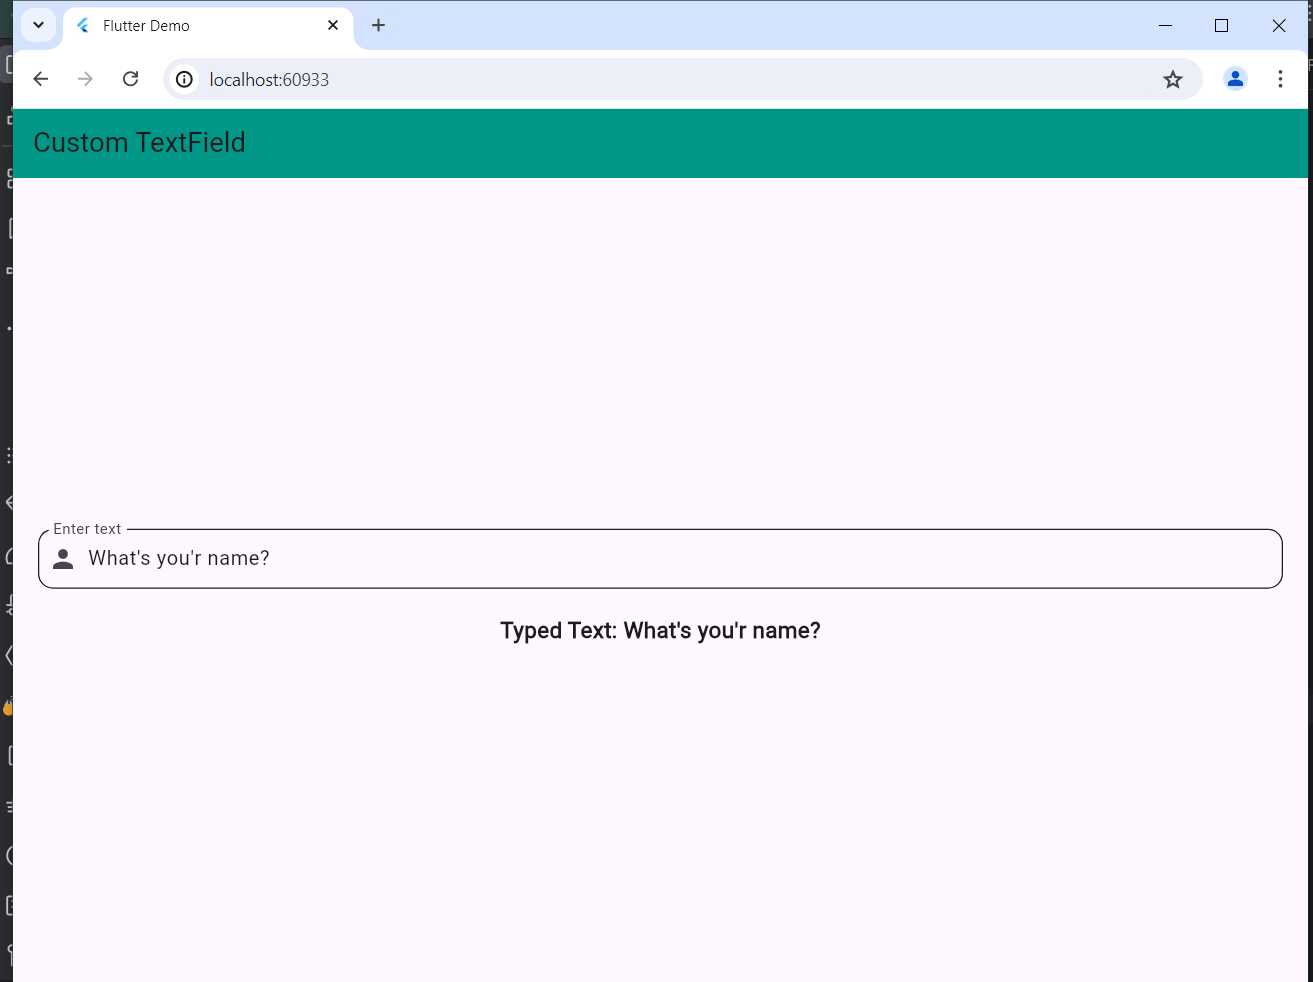 Flutter Demo
localhost:60933
Custom TextField
Enter text
What's you'r name?
Typed Text: What's you'r name?